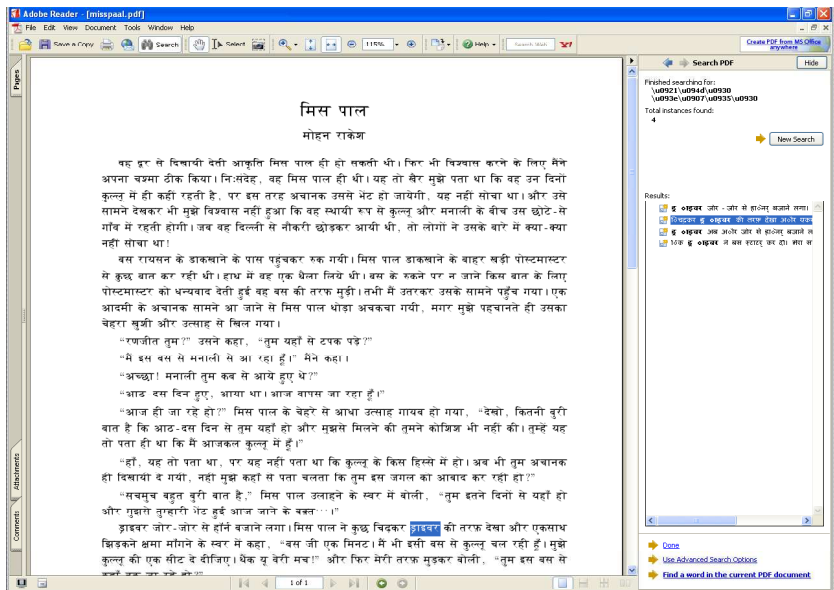 Adobe Reader - [misspaal.pdf]
File Edit View Document Tools Window Help
Save a Copy Search Select 115% Help Search Web Y!
Create PDF from MS Office anywhere
Pages
Attachments
Comments
मिस पाल
मोहन राकेश
वह दूर से दिखायी देती आकृति मिस पाल ही हो सकती थी। फिर भी विश्वास करने के लिए मैंने
अपना चश्मा ठीक किया। निःसंदेह, वह मिस पाल ही थी। यह तो खैर मुझे पता था कि वह उन दिनों
कुल्लू में ही कहीं रहती है, पर इस तरह अचानक उससे भेंट हो जायेगी, यह नहीं सोचा था। और उसे
सामने देखकर भी मुझे विश्वास नहीं हुआ कि वह स्थायी रूप से कुल्लू और मनाली के बीच उस छोटे-से
गाँव में रहती होगी। जब वह दिल्ली से नौकरी छोड़कर आयी थी, तो लोगों ने उसके बारे में क्या-क्या
नहीं सोचा था!
बस रायसन के डाकखाने के पास पहुंचकर रुक गयी। मिस पाल डाकखाने के बाहर खड़ी पोस्टमास्टर
से कुछ बात कर रही थी। हाथ में वह एक थैला लिये थी। बस के रुकने पर न जाने किस बात के लिए
पोस्टमास्टर को धन्यवाद देती हुई वह बस की तरफ मुड़ी। तभी मैं उतरकर उसके सामने पहुँच गया। एक
आदमी के अचानक सामने आ जाने से मिस पाल थोड़ा अचकचा गयी, मगर मुझे पहचानते ही उसका
चेहरा खुशी और उत्साह से खिल गया।
“रणजीत तुम?” उसने कहा, “तुम यहाँ से टपक पड़े?”
“मैं इस बस से मनाली से आ रहा हूँ।” मैंने कहा।
“अच्छा! मनाली तुम कब से आये हुए थे?”
“आठ दस दिन हुए, आया था। आज वापस जा रहा हूँ।”
“आज ही जा रहे हो?” मिस पाल के चेहरे से आधा उत्साह गायब हो गया, “देखो, कितनी बुरी
बात है कि आठ-दस दिन से तुम यहाँ हो और मुझसे मिलने की तुमने कोशिश भी नहीं की। तुम्हें यह
तो पता ही था कि मैं आजकल कुल्लू में हूँ।”
“हाँ, यह तो पता था, पर यह नहीं पता था कि कुल्लू के किस हिस्से में हो। अब भी तुम अचानक
ही दिखायी दे गयी, नही मुझे कहाँ से पता चलता कि तुम इस जंगल को आबाद कर रही हो?”
“सचमुच बहुत बुरी बात है,” मिस पाल उलाहने के स्वर में बोली, “तुम इतने दिनों से यहाँ हो
और मुझसे तुम्हारी भेंट हुई आज जाने के वक्त···।”
ड्राइवर जोर-जोर से हॉर्न बजाने लगा। मिस पाल ने कुछ चिढ़कर ड्राइवर की तरफ देखा और एकसाथ
झिड़कने क्षमा माँगने के स्वर में कहा, “बस जी एक मिनट। मैं भी इसी बस से कुल्लू चल रही हूँ। मुझे
कुल्लू की एक सीट दे दीजिए। थैंक यू वेरी मच!” और फिर मेरी तरफ मुड़कर बोली, “तुम इस बस से
1 of 1
Search PDF Hide
Finished searching for:
\u0921\u094d\u0930
\u093e\u0907\u0935\u0930
Total instances found:
4
New Search
Results:
Done
Use Advanced Search Options
Find a word in the current PDF document